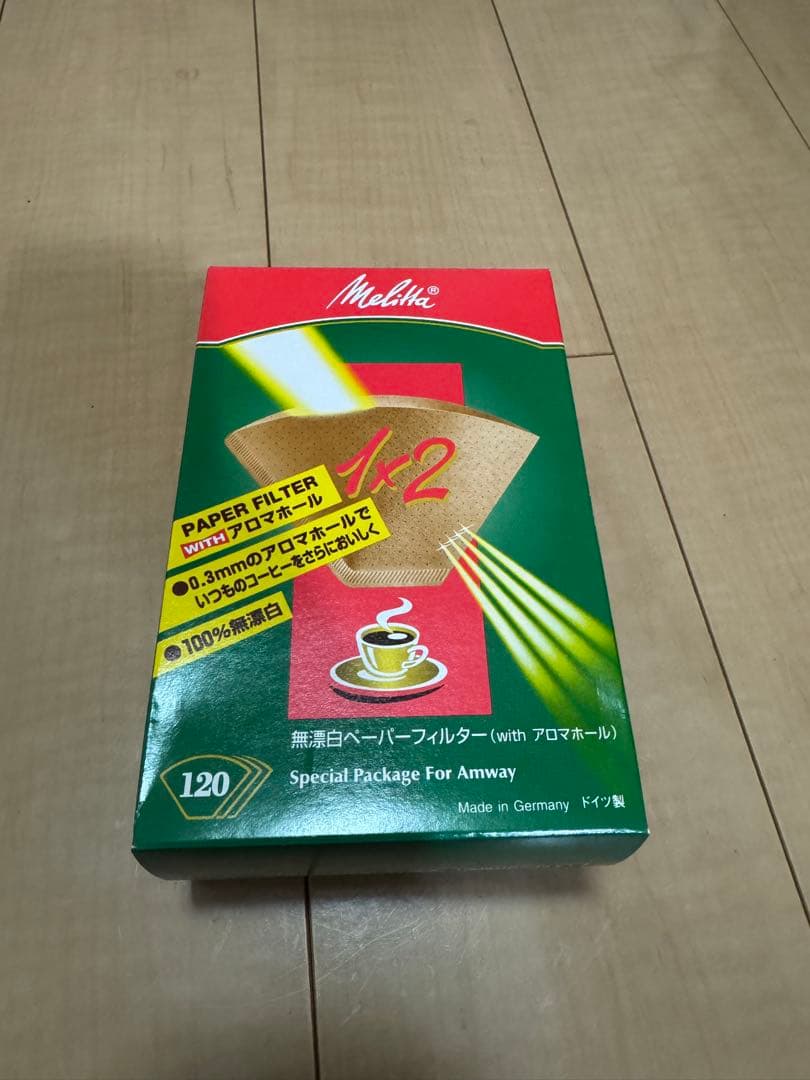 Melitta®
1x2
PAPER FILTER
WITH アロマホール
●0.3mmのアロマホールで
いつものコーヒーをさらにおいしく
●100%無漂白
無漂白ペーパーフィルター(with アロマホール)
120
Special Package For Amway
Made in Germany ドイツ製